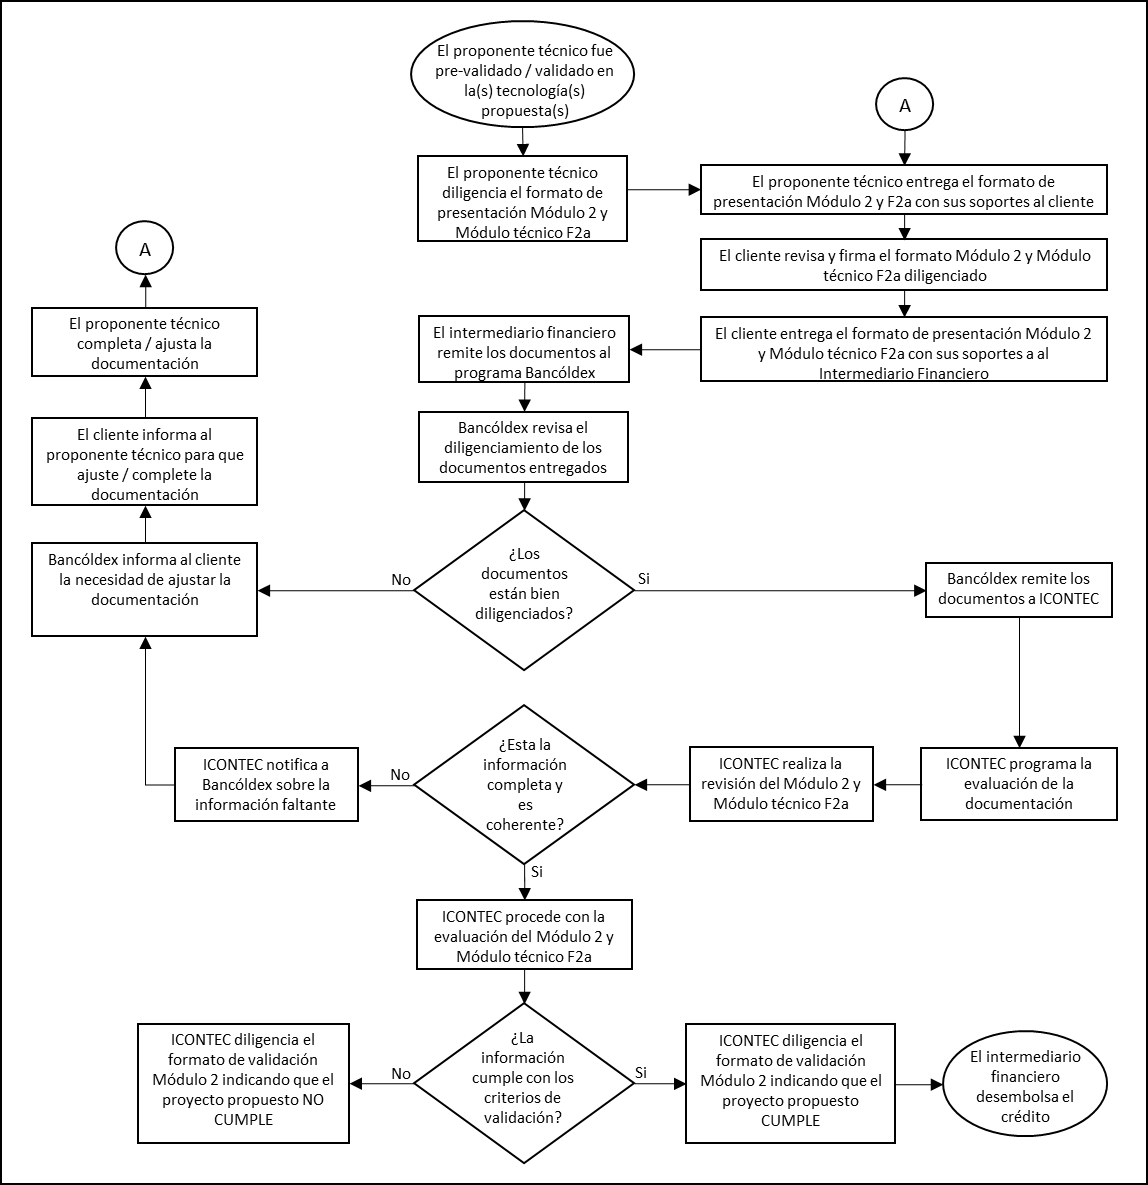 El proponente técnico fue
pre-validado / validado en
la(s) tecnología(s)
propuesta(s)
A
El proponente técnico
diligencia el formato de
presentación Módulo 2 y
Módulo técnico F2a
El proponente técnico entrega el formato de
presentación Módulo 2 y F2a con sus soportes al cliente
El cliente revisa y firma el formato Módulo 2 y Módulo
técnico F2a diligenciado
El cliente entrega el formato de presentación Módulo 2
y Módulo técnico F2a con sus soportes a al
Intermediario Financiero
El intermediario financiero
remite los documentos al
programa Bancóldex
Bancóldex revisa el
diligenciamiento de los
documentos entregados
¿Los
documentos
están bien
diligenciados?
No
Si
A
El proponente técnico
completa / ajusta la
documentación
El cliente informa al
proponente técnico para que
ajuste / complete la
documentación
Bancóldex informa al cliente
la necesidad de ajustar la
documentación
Bancóldex remite los
documentos a ICONTEC
ICONTEC programa la
evaluación de la
documentación
ICONTEC realiza la
revisión del Módulo 2 y
Módulo técnico F2a
¿Esta la
información
completa y
es
coherente?
No
Si
ICONTEC notifica a
Bancóldex sobre la
información faltante
ICONTEC procede con la
evaluación del Módulo 2 y
Módulo técnico F2a
¿La
información
cumple con los
criterios de
validación?
No
Si
ICONTEC diligencia el
formato de validación
Módulo 2 indicando que el
proyecto propuesto NO
CUMPLE
ICONTEC diligencia el
formato de validación
Módulo 2 indicando que el
proyecto propuesto
CUMPLE
El intermediario
financiero
desembolsa el
crédito